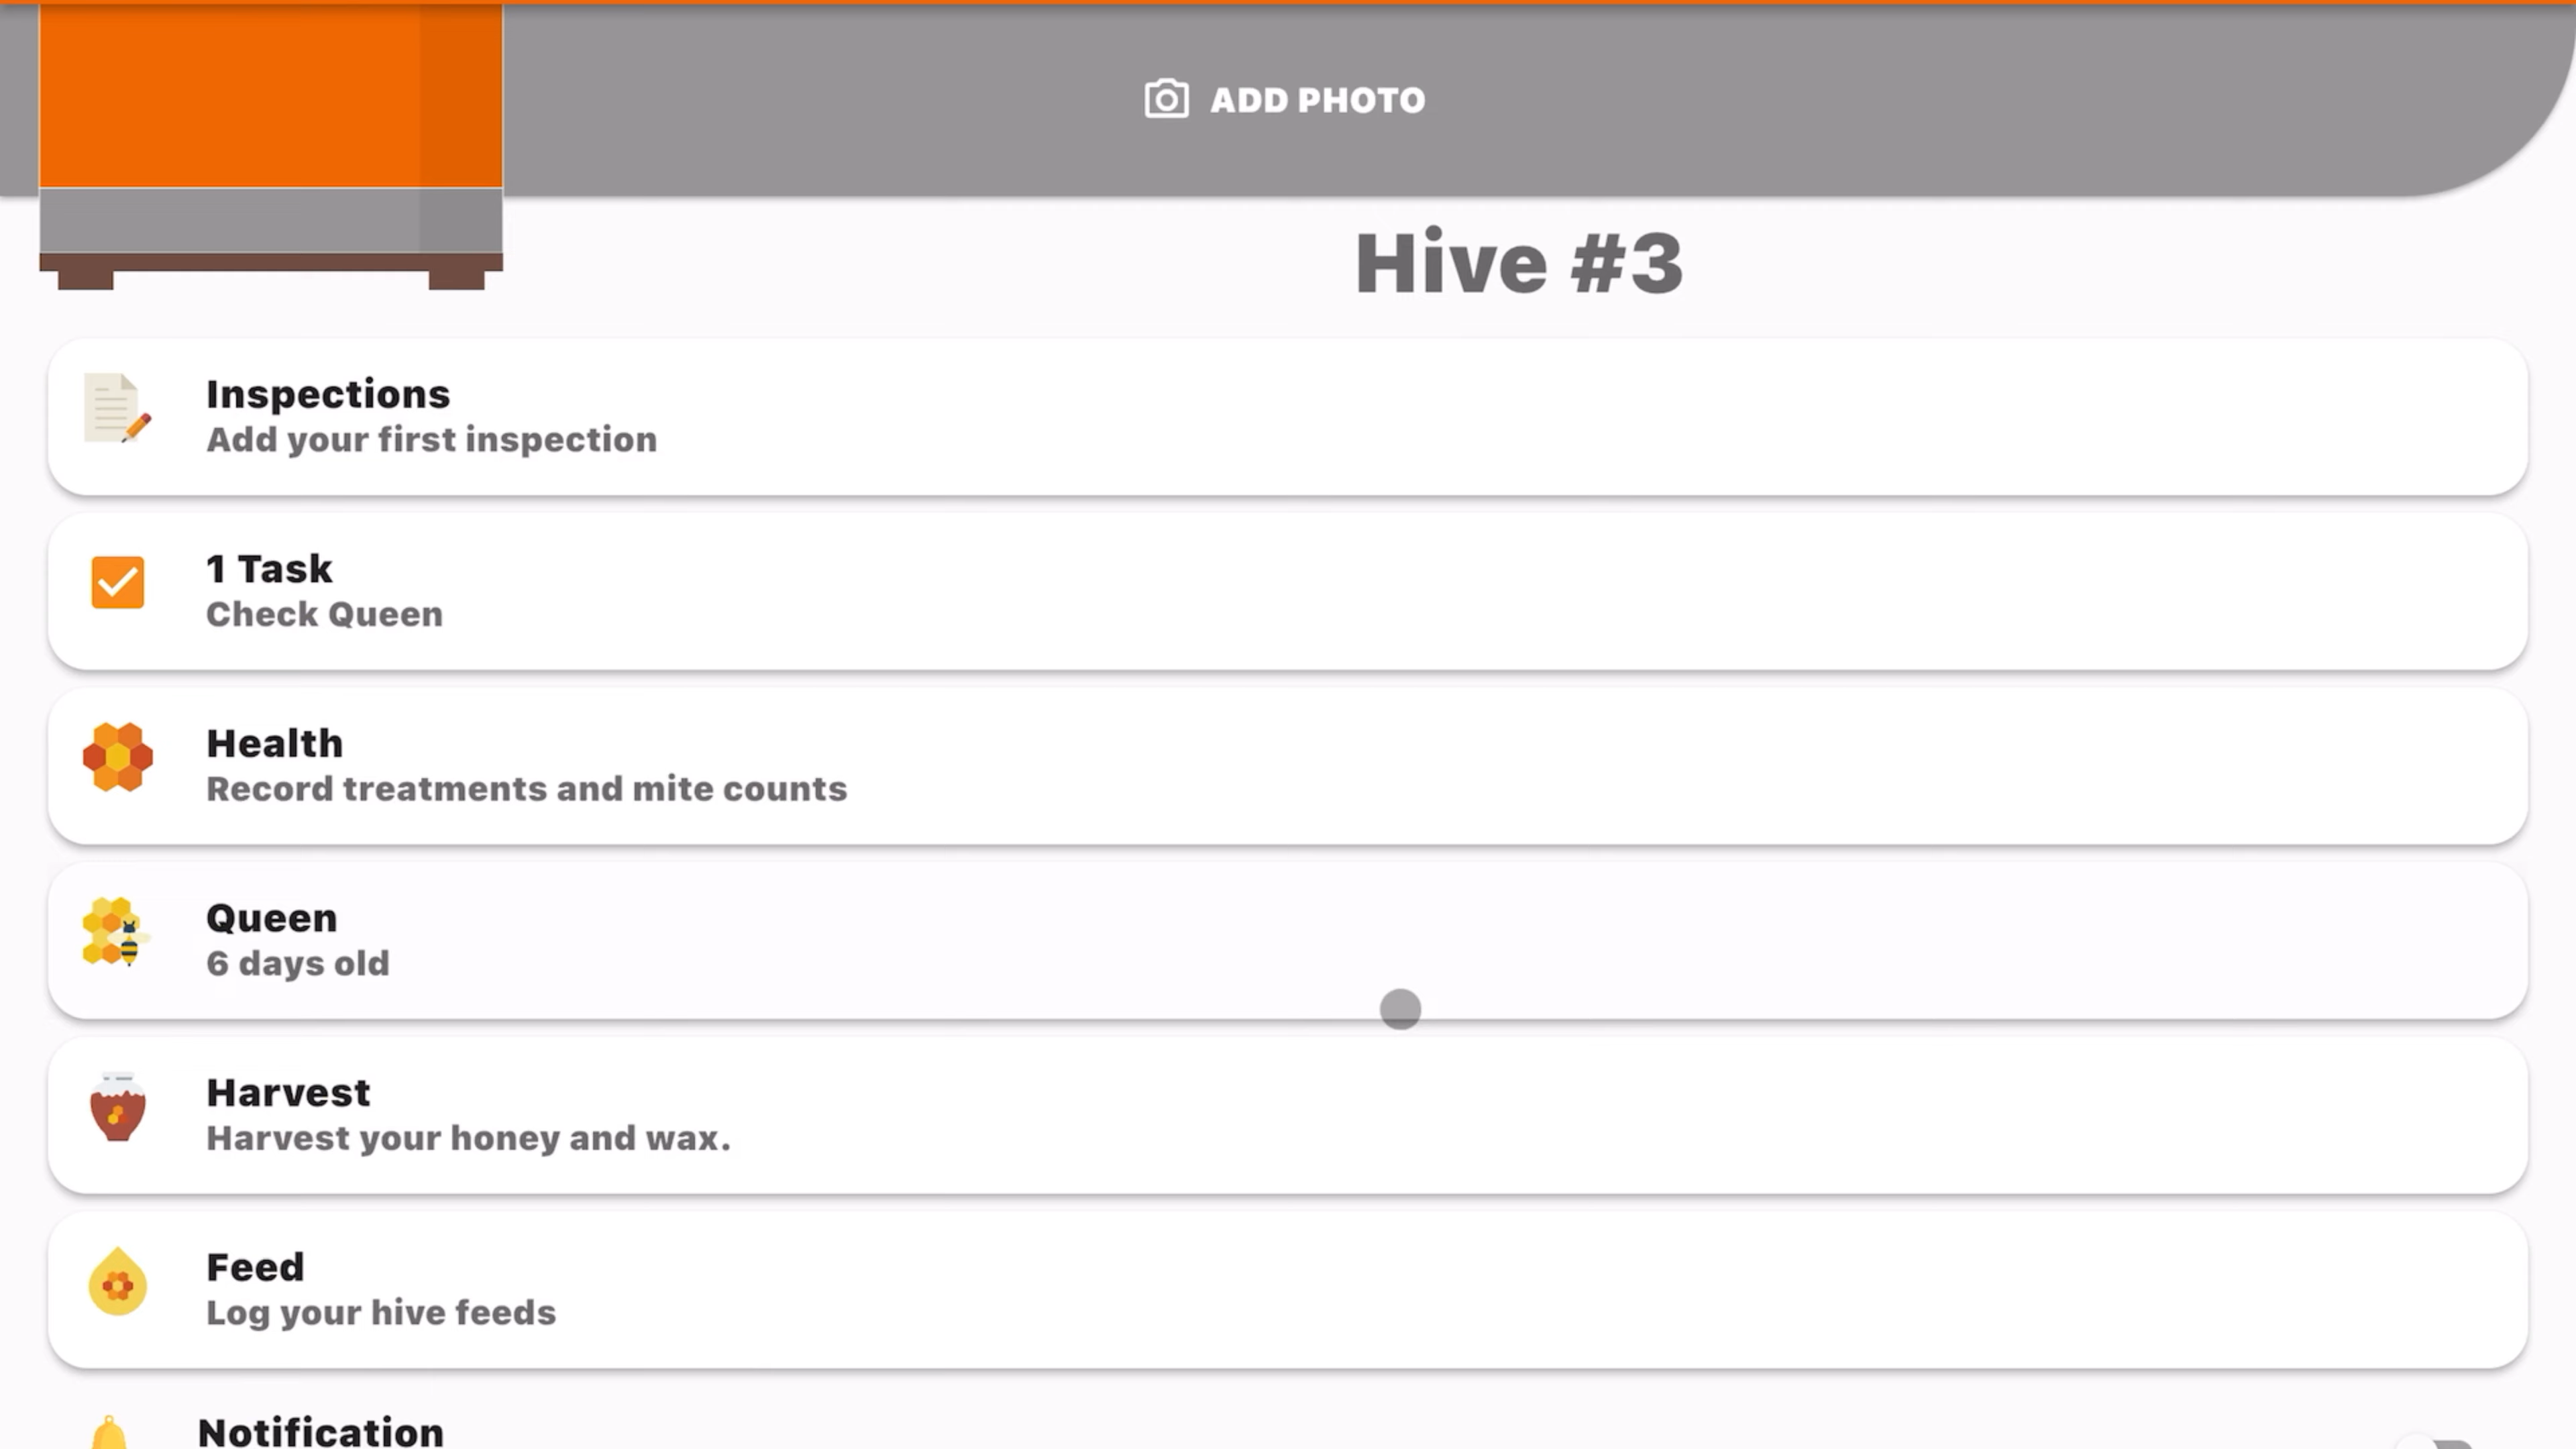 ADD PHOTO
Hive #3
Inspections
Add your first inspection
1 Task
Check Queen
Health
Record treatments and mite counts
Queen
6 days old
Harvest
Harvest your honey and wax.
Feed
Log your hive feeds
Notification